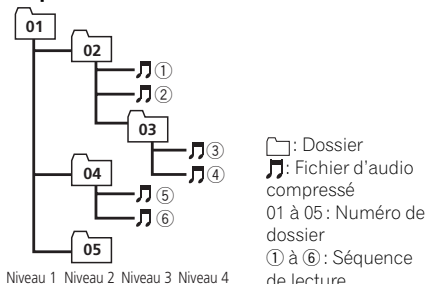 01
02
①
②
03
③
④
04
⑤
⑥
05
Niveau 1 Niveau 2 Niveau 3 Niveau 4
: Dossier
: Fichier d'audio
compressé
01 à 05 : Numéro de
dossier
① à ⑥ : Séquence
de lecture